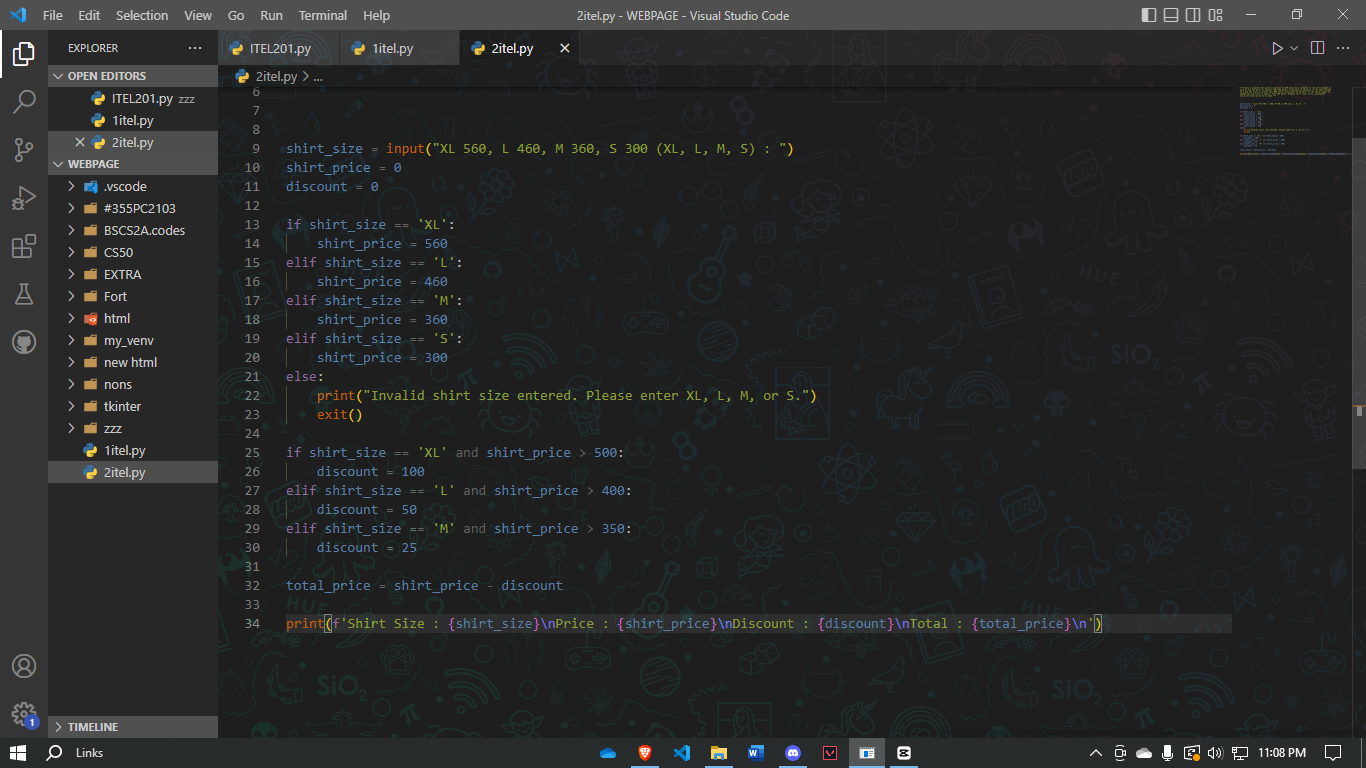 File Edit Selection View Go Run Terminal Help
2itel.py - WEBPAGE - Visual Studio Code
EXPLORER
OPEN EDITORS
ITEL201.py zzz
1itel.py
2itel.py
WEBPAGE
.vscode
#355PC2103
BSCS2A.codes
CS50
EXTRA
Fort
html
my_venv
new html
nons
tkinter
zzz
1itel.py
2itel.py
TIMELINE
1
ITEL201.py 1itel.py 2itel.py
2itel.py > ...
6
7
8
9 shirt_size = input("XL 560, L 460, M 360, S 300 (XL, L, M, S) : ")
10 shirt_price = 0
11 discount = 0
12
13 if shirt_size == 'XL':
14 shirt_price = 560
15 elif shirt_size == 'L':
16 shirt_price = 460
17 elif shirt_size == 'M':
18 shirt_price = 360
19 elif shirt_size == 'S':
20 shirt_price = 300
21 else:
22 print("Invalid shirt size entered. Please enter XL, L, M, or S.")
23 exit()
24
25 if shirt_size == 'XL' and shirt_price > 500:
26 discount = 100
27 elif shirt_size == 'L' and shirt_price > 400:
28 discount = 50
29 elif shirt_size == 'M' and shirt_price > 350:
30 discount = 25
31
32 total_price = shirt_price - discount
33
34 print(f'Shirt Size : {shirt_size}\nPrice : {shirt_price}\nDiscount : {discount}\nTotal : {total_price}\n')
HUE
SiO2
HUE
SiO2
SiO2
Links
11:08 PM